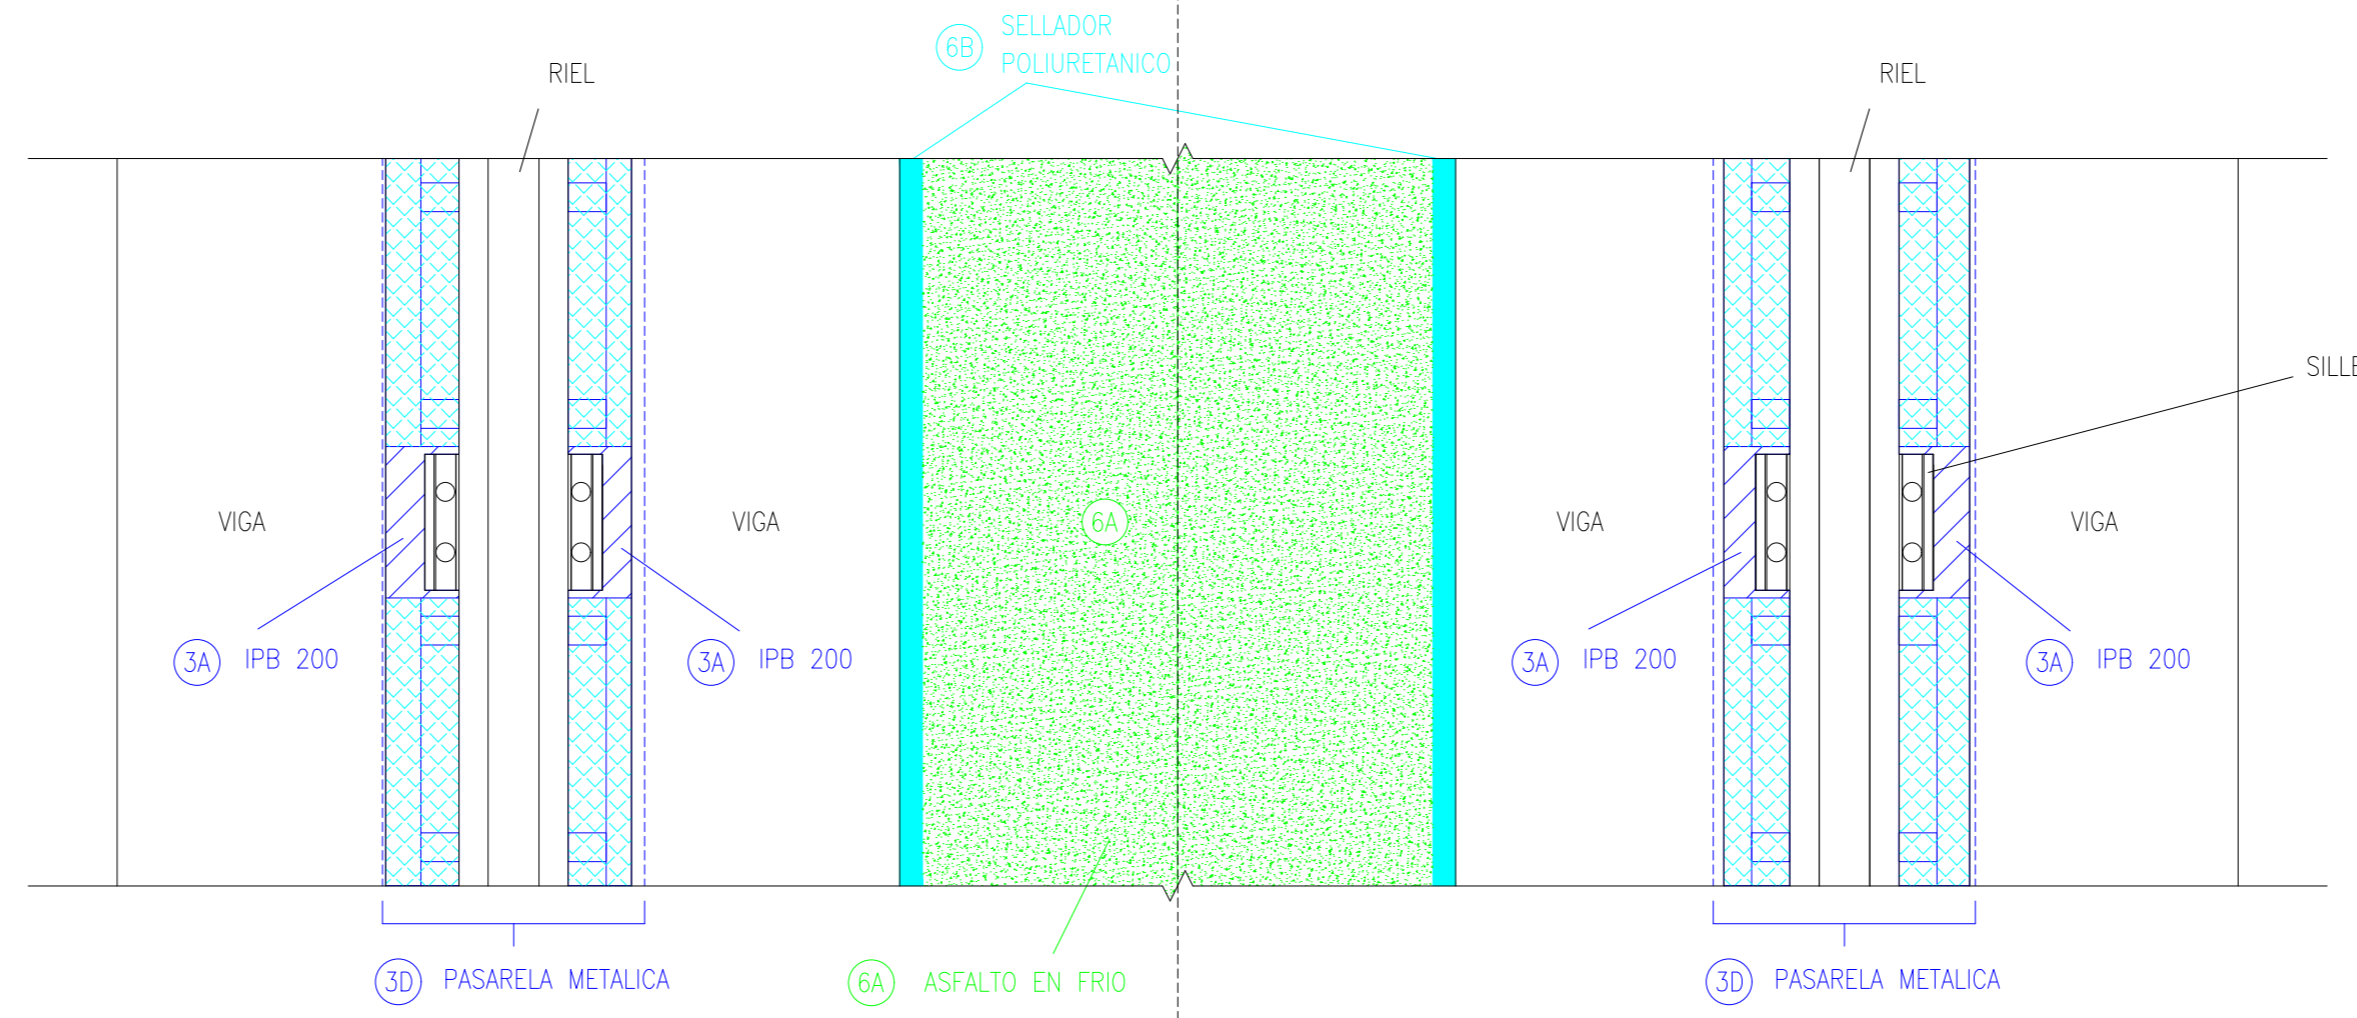 6B SELLADOR
POLIURETANICO
RIEL
RIEL
SILLE
VIGA
VIGA
6A
VIGA
VIGA
3A IPB 200
3A IPB 200
3A IPB 200
3A IPB 200
3D PASARELA METALICA
6A ASFALTO EN FRIO
3D PASARELA METALICA